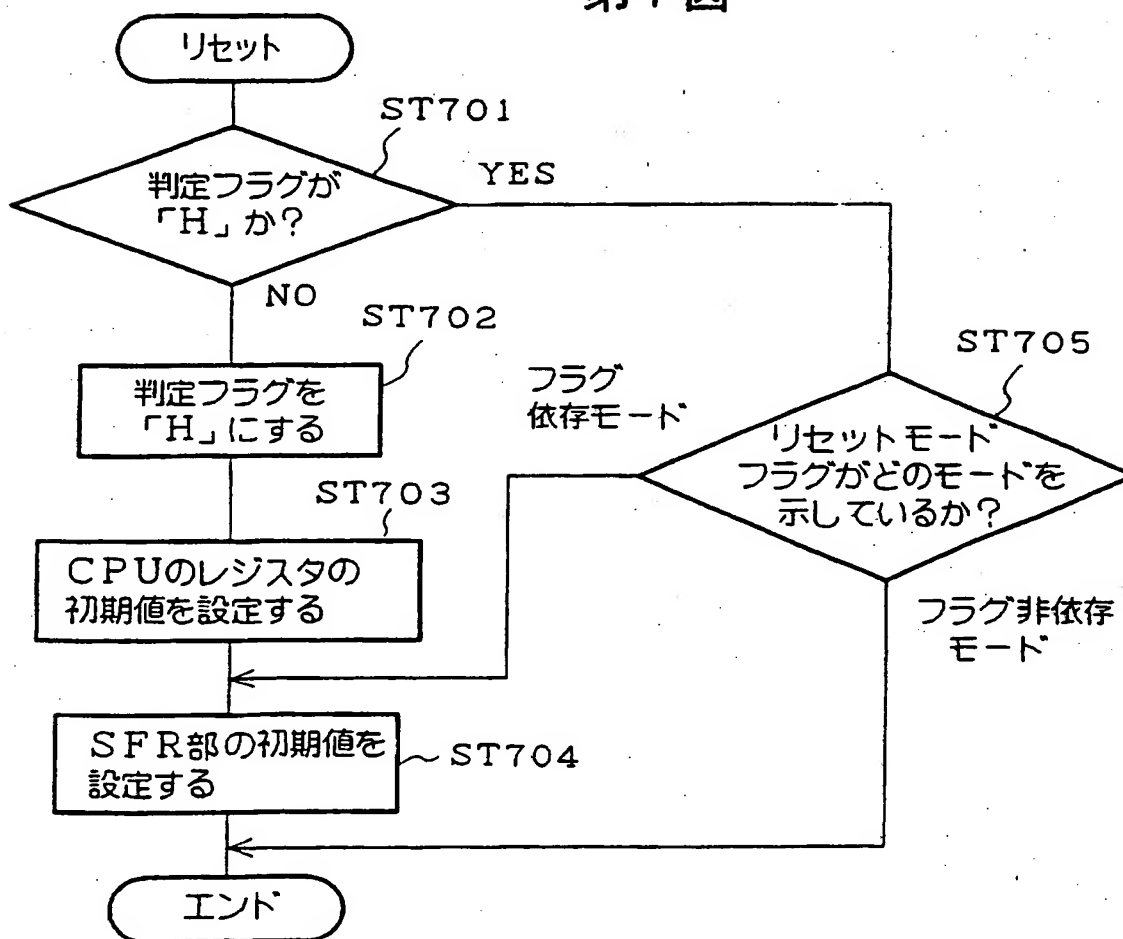 第7図
リセット
ST701
判定フラグが
「H」か?
YES
NO
ST702
判定フラグを
「H」にする
ST703
CPUのレジスタの
初期値を設定する
フラグ
依存モード
ST705
リセットモード
フラグがどのモードを
示しているか?
フラグ非依存
モード
SFR部の初期値を
設定する
ST704
エンド